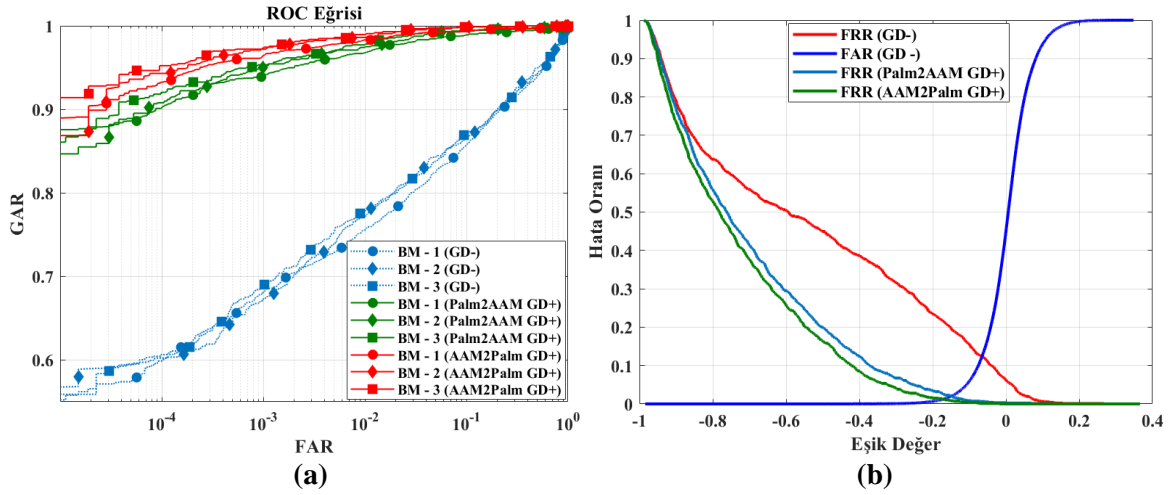 ROC Eğrisi
1
0.9
0.8
0.7
0.6
GAR
BM - 1 (GD-)
BM - 2 (GD-)
BM - 3 (GD-)
BM - 1 (Palm2AAM GD+)
BM - 2 (Palm2AAM GD+)
BM - 3 (Palm2AAM GD+)
BM - 1 (AAM2Palm GD+)
BM - 2 (AAM2Palm GD+)
BM - 3 (AAM2Palm GD+)
10⁻⁴ 10⁻³ 10⁻² 10⁻¹ 10⁰
FAR
(a)
1
0.9
0.8
0.7
0.6
0.5
0.4
0.3
0.2
0.1
0
Hata Oranı
FRR (GD-)
FAR (GD -)
FRR (Palm2AAM GD+)
FRR (AAM2Palm GD+)
-1 -0.8 -0.6 -0.4 -0.2 0 0.2 0.4
Eşik Değer
(b)